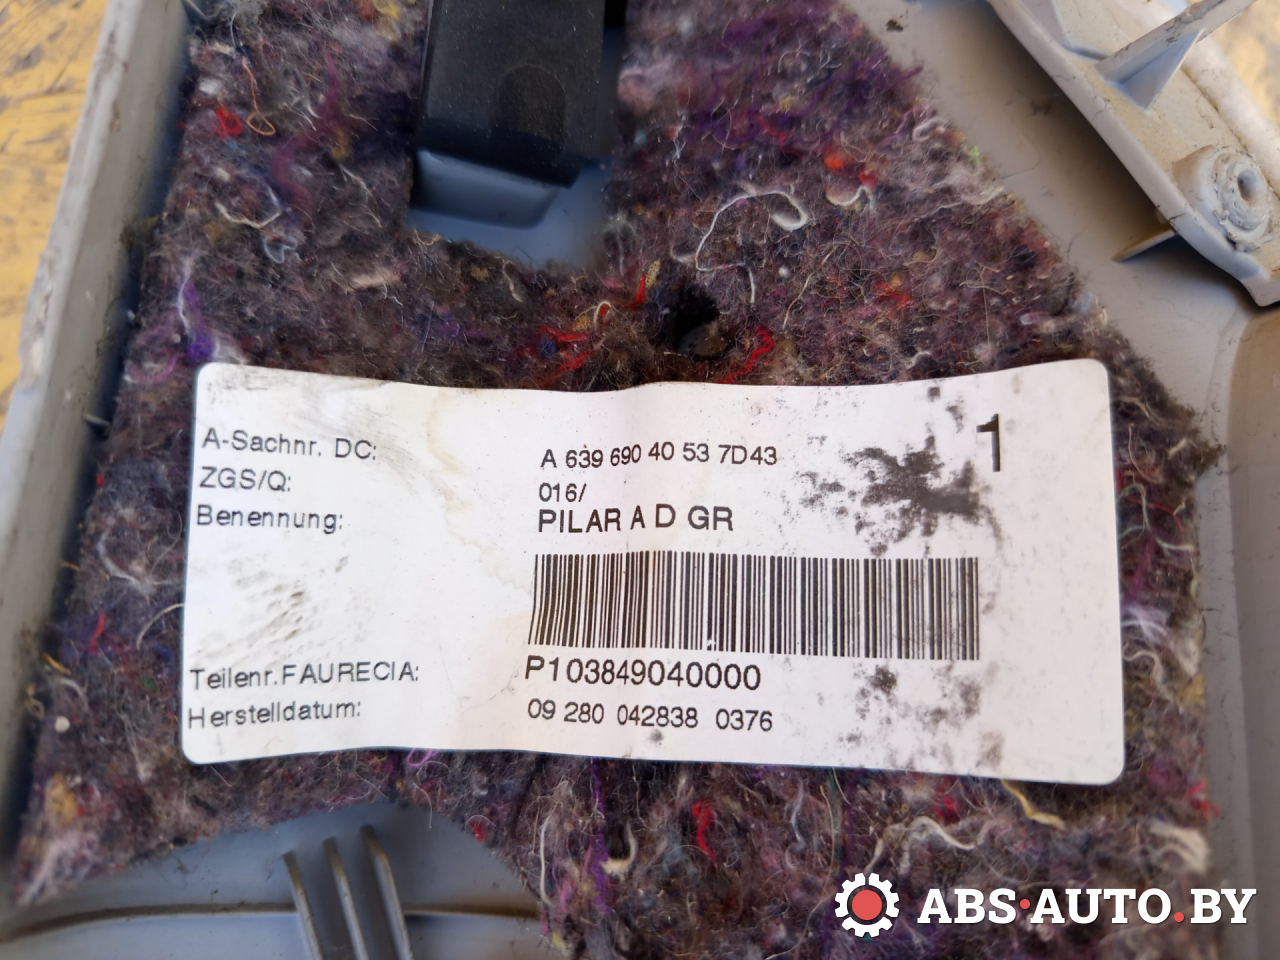 A-Sachnr. DC: A 639 690 40 53 7D43 1
ZGS/Q: 016/
Benennung: PILAR A D GR
Teilenr.FAURECIA: P103849040000
Herstelldatum: 09 280 042838 0376
ABS·AUTO.BY